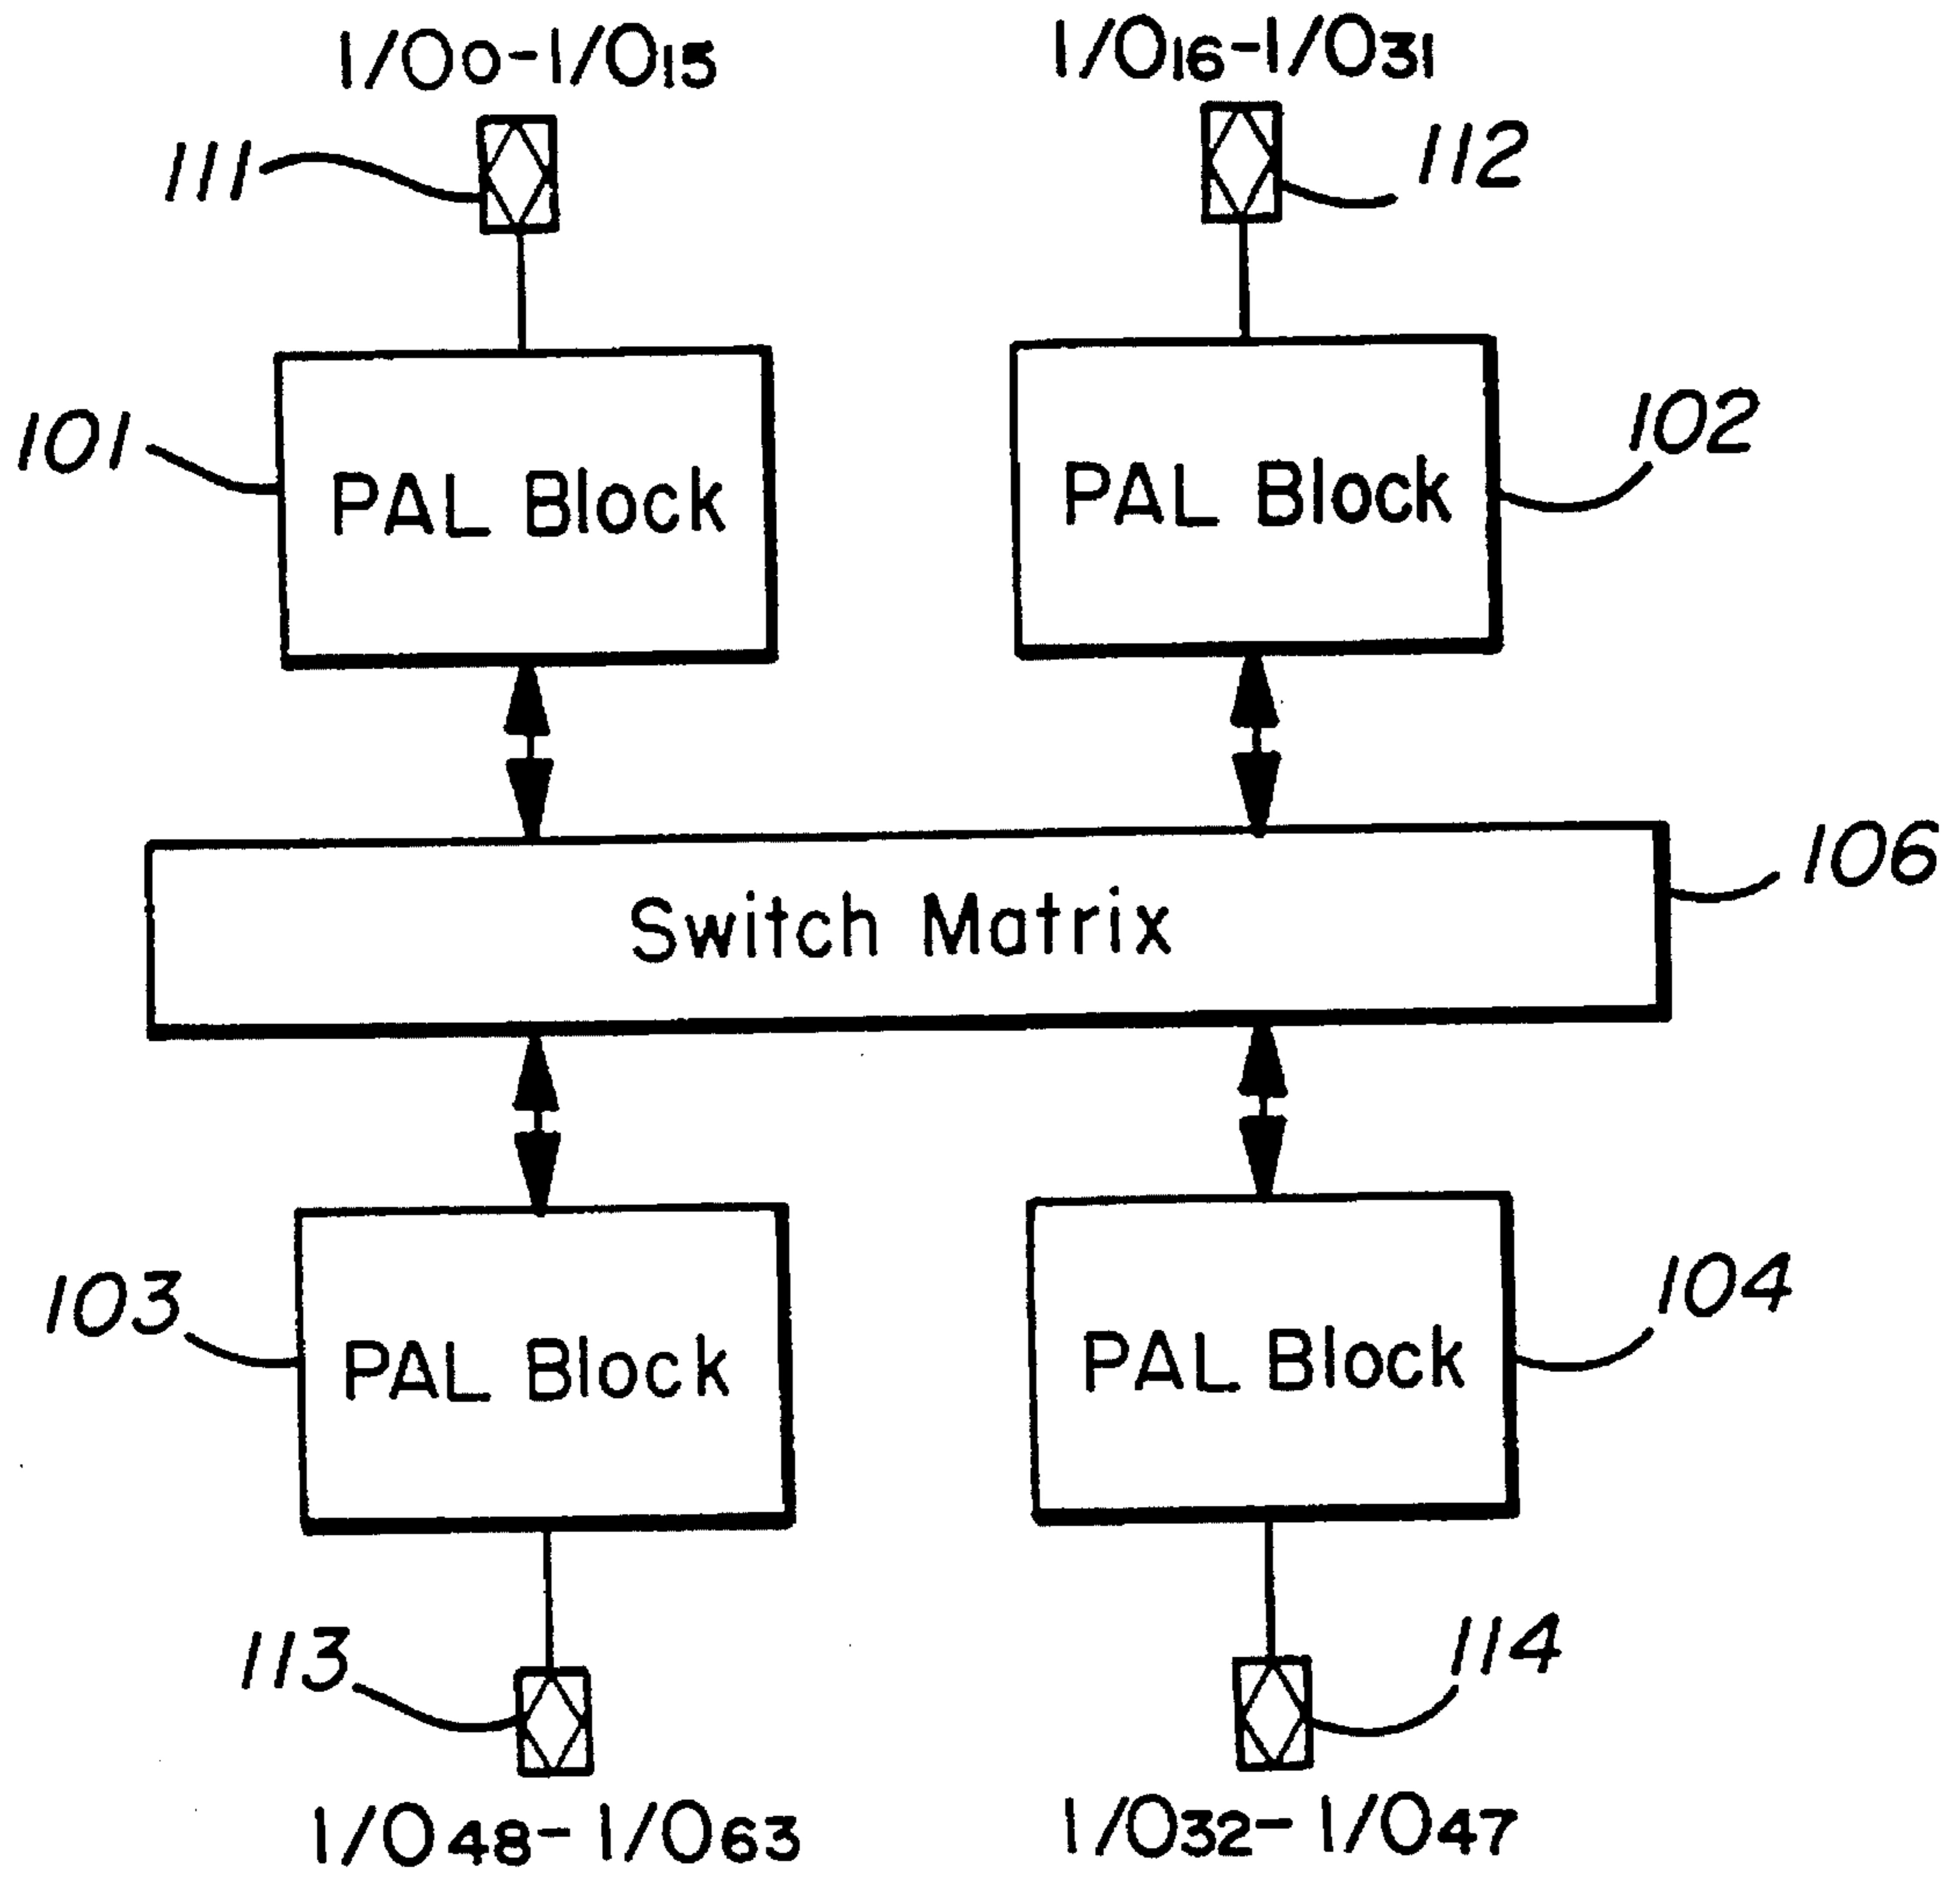 I/O0-I/O15
I/O16-I/O31
111
112
101
PAL Block
PAL Block
102
Switch Matrix
106
103
PAL Block
PAL Block
104
113
114
I/O48-I/O63
I/O32-I/O47